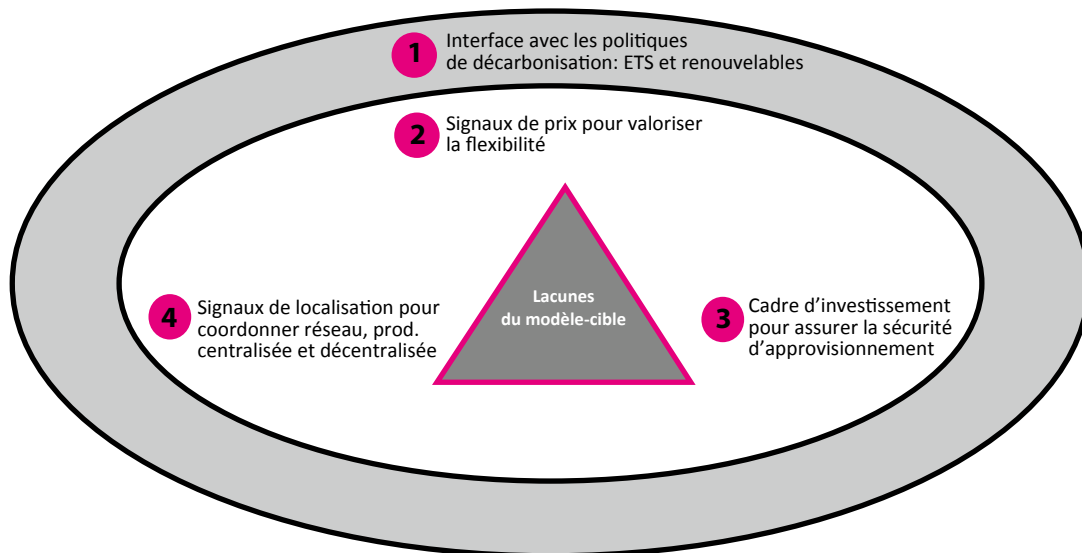 1 Interface avec les politiques
de décarbonisation: ETS et renouvelables
2 Signaux de prix pour valoriser
la flexibilité
Lacunes
du modèle-cible
4 Signaux de localisation pour
coordonner réseau, prod.
centralisée et décentralisée
3 Cadre d’investissement
pour assurer la sécurité
d’approvisionnement